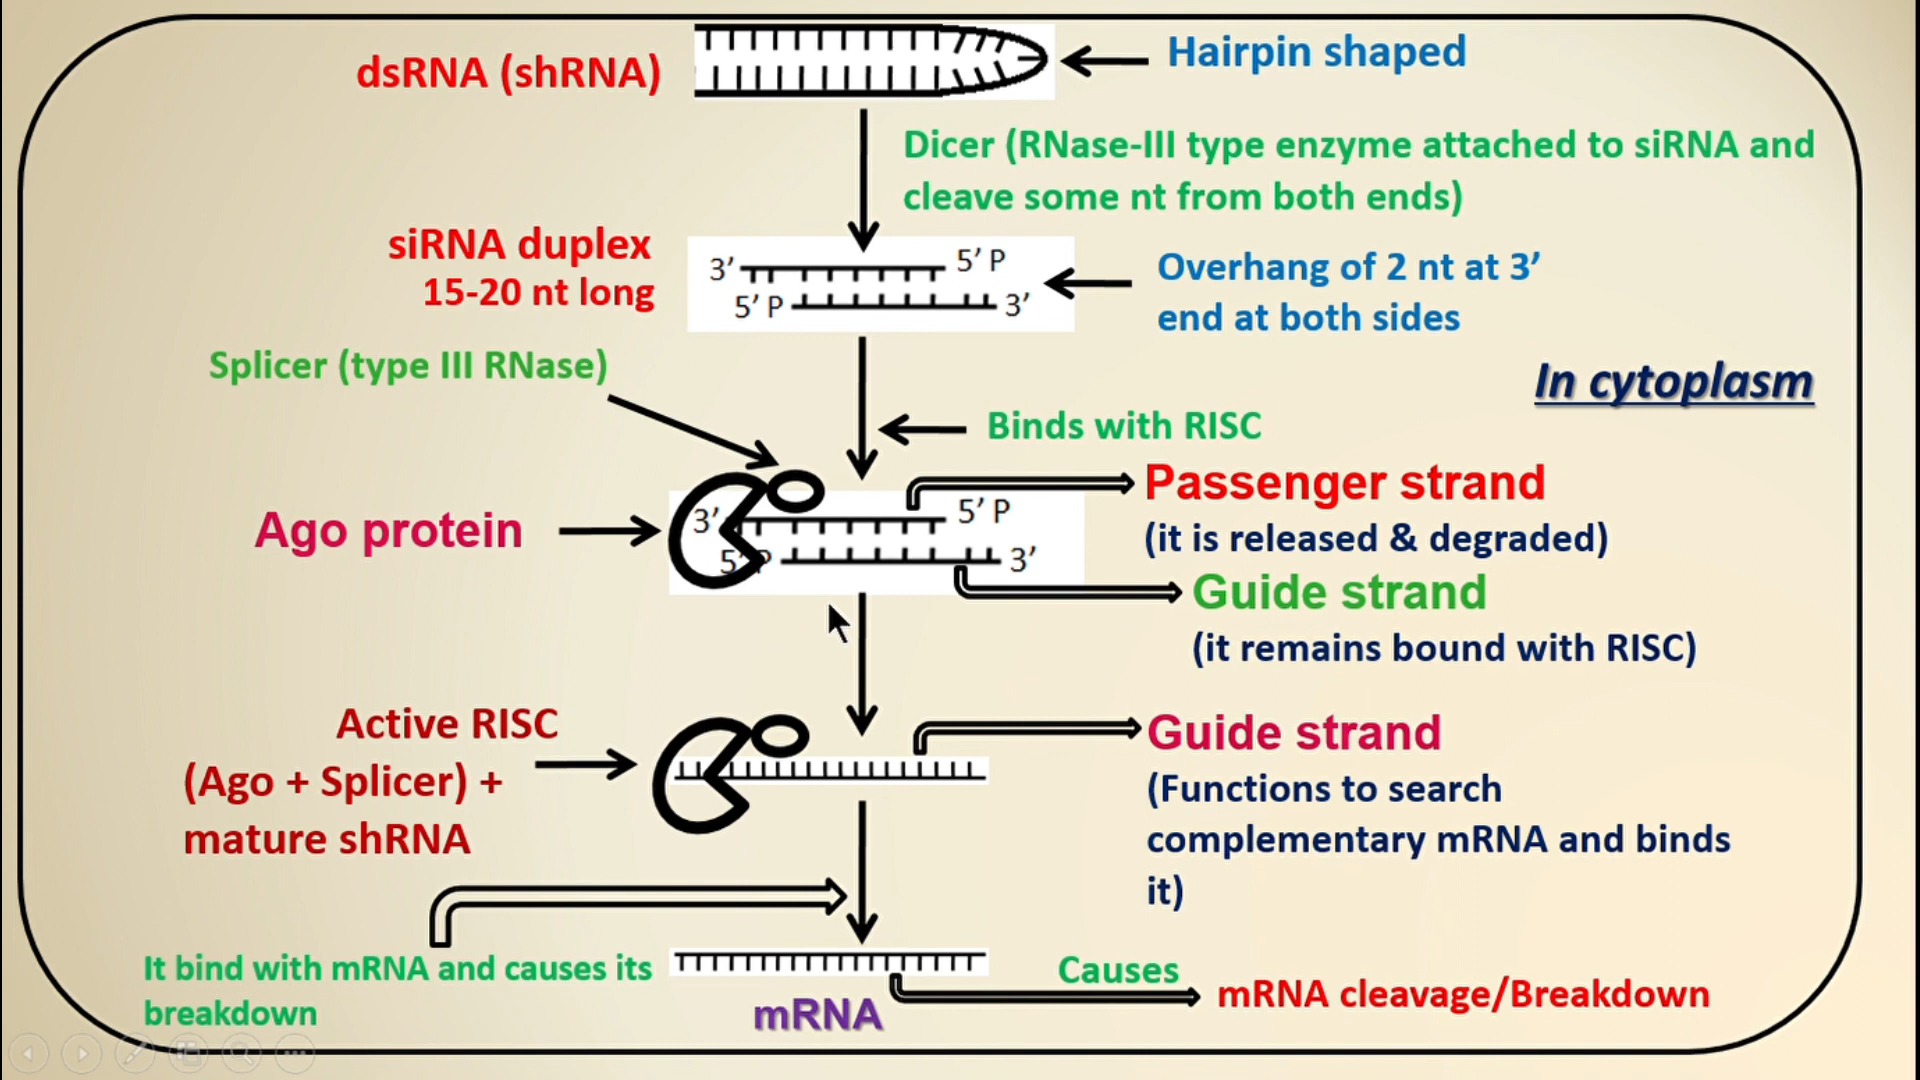 dsRNA (shRNA)
Hairpin shaped
Dicer (RNase-III type enzyme attached to siRNA and
cleave some nt from both ends)
siRNA duplex
15-20 nt long
3’ 5’ P
5’ P 3’
Overhang of 2 nt at 3’
end at both sides
Splicer (type III RNase)
In cytoplasm
Binds with RISC
Ago protein
3’ 5’ P
5’ P 3’
Passenger strand
(it is released & degraded)
Guide strand
(it remains bound with RISC)
Active RISC
(Ago + Splicer) +
mature shRNA
Guide strand
(Functions to search
complementary mRNA and binds
it)
It bind with mRNA and causes its
breakdown
mRNA
Causes
mRNA cleavage/Breakdown